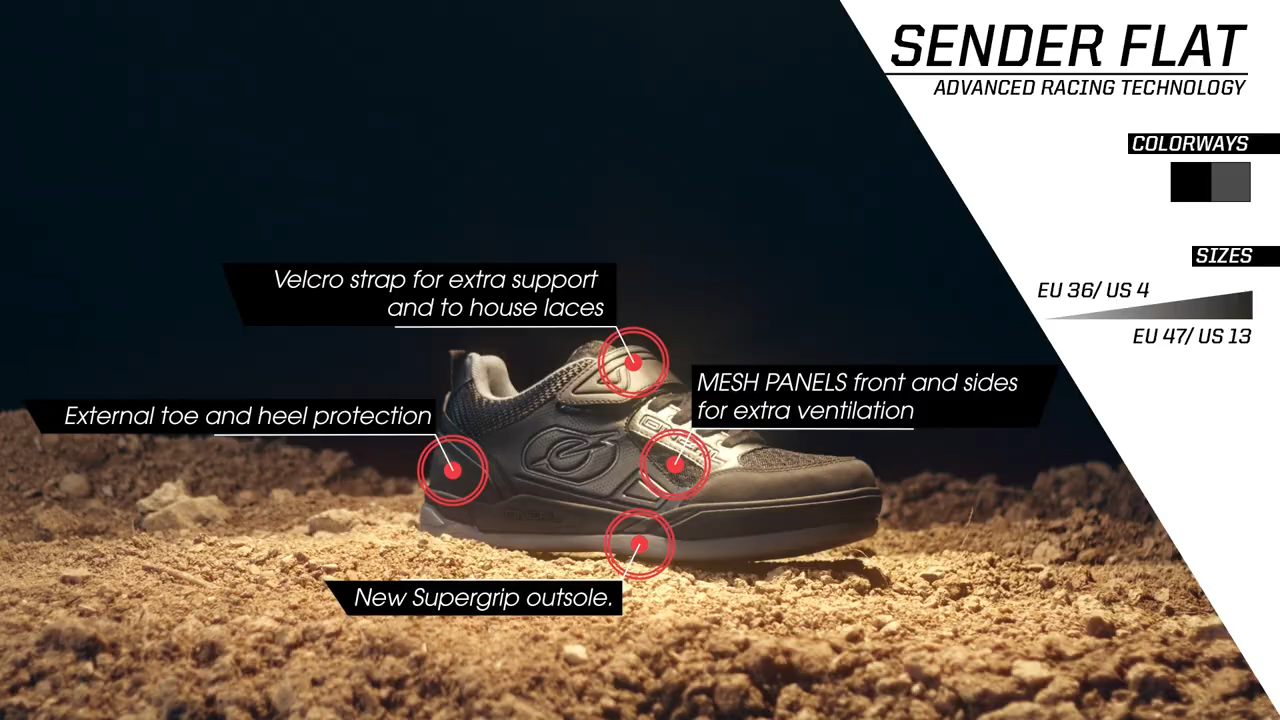 SENDER FLAT
ADVANCED RACING TECHNOLOGY
COLORWAYS
SIZES
EU 36/ US 4
EU 47/ US 13
Velcro strap for extra support
and to house laces
MESH PANELS front and sides
for extra ventilation
External toe and heel protection
O'NEAL
New Supergrip outsole.